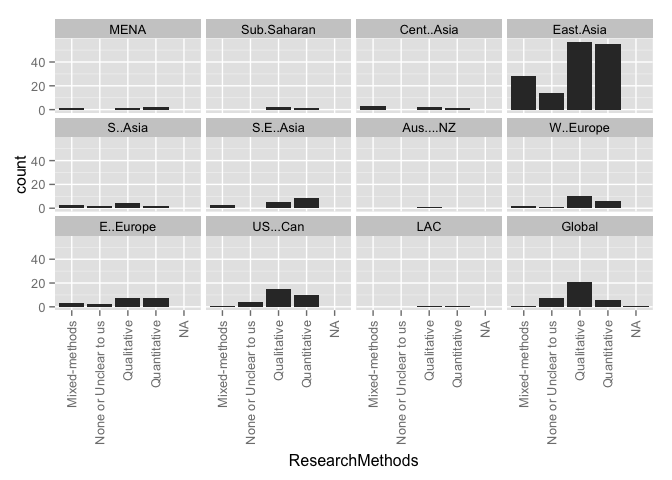 MENA Sub.Saharan Cent..Asia East.Asia
40
20
0
S..Asia S.E..Asia Aus....NZ W..Europe
40
20
0
count
E..Europe US...Can LAC Global
40
20
0
Mixed-methods
None or Unclear to us
Qualitative
Quantitative
NA
Mixed-methods
None or Unclear to us
Qualitative
Quantitative
NA
Mixed-methods
None or Unclear to us
Qualitative
Quantitative
NA
Mixed-methods
None or Unclear to us
Qualitative
Quantitative
NA
ResearchMethods